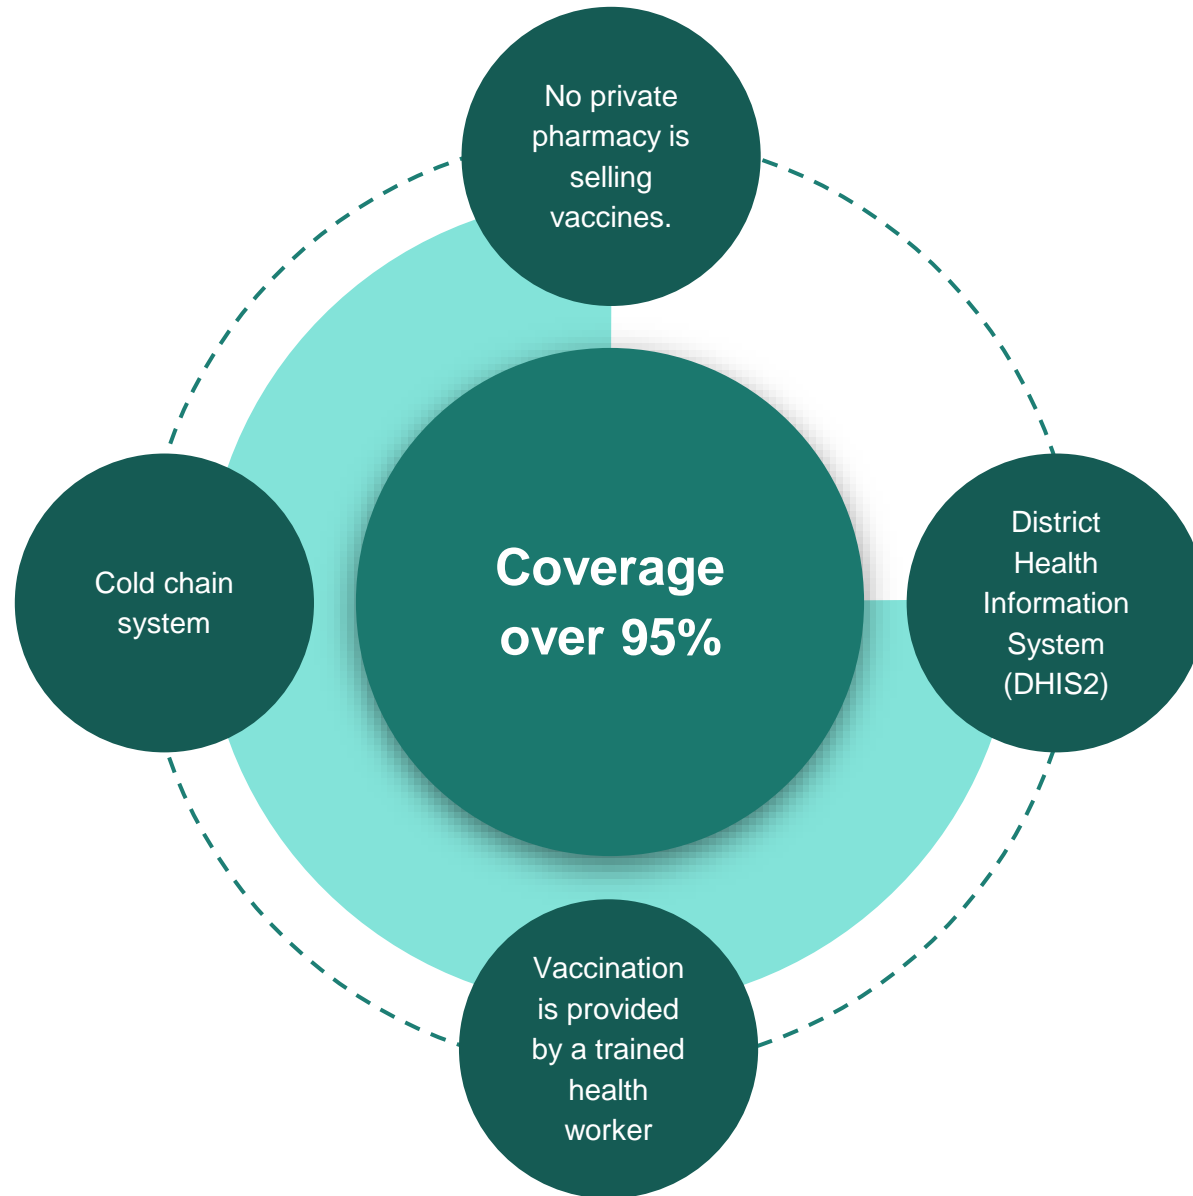 No private
pharmacy is
selling
vaccines.
Coverage
over 95%
Cold chain
system
District
Health
Information
System
(DHIS2)
Vaccination
is provided
by a trained
health
worker